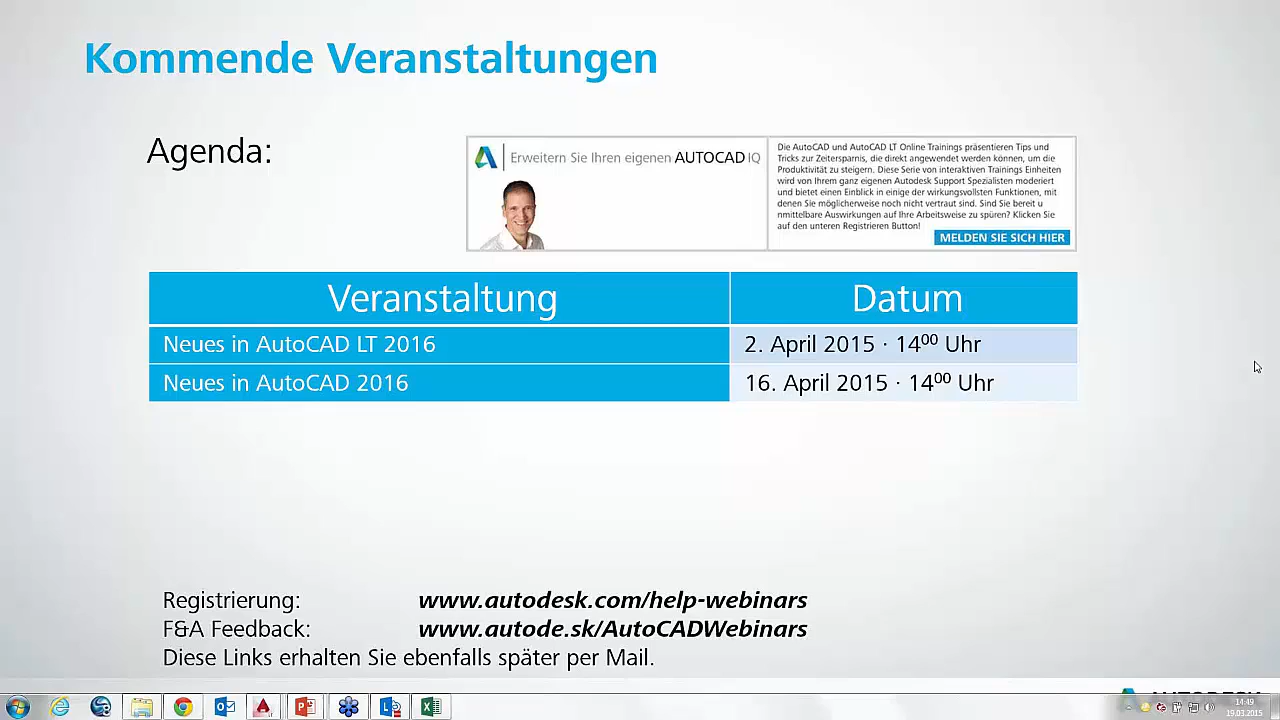 Kommende Veranstaltungen
Agenda:
Erweitern Sie Ihren eigenen AUTOCAD IQ
Die AutoCAD und AutoCAD LT Online Trainings präsentieren Tips und
Tricks zur Zeitersparnis, die direkt angewendet werden können, um die
Produktivität zu steigern. Diese Serie von interaktiven Trainings Einheiten
wird von Ihrem ganz eigenen Autodesk Support Spezialisten moderiert
und bietet einen Einblick in einige der wirkungsvollsten Funktionen, mit
denen Sie möglicherweise noch nicht vertraut sind. Sind Sie bereit u
nmittelbare Auswirkungen auf Ihre Arbeitsweise zu spüren? Klicken Sie
auf den unteren Registrieren Button!
MELDEN SIE SICH HIER
Veranstaltung Datum
Neues in AutoCAD LT 2016 2. April 2015 · 14⁰⁰ Uhr
Neues in AutoCAD 2016 16. April 2015 · 14⁰⁰ Uhr
Registrierung: www.autodesk.com/help-webinars
F&A Feedback: www.autode.sk/AutoCADWebinars
Diese Links erhalten Sie ebenfalls später per Mail.
AUTODESK
14:49
19.03.2015